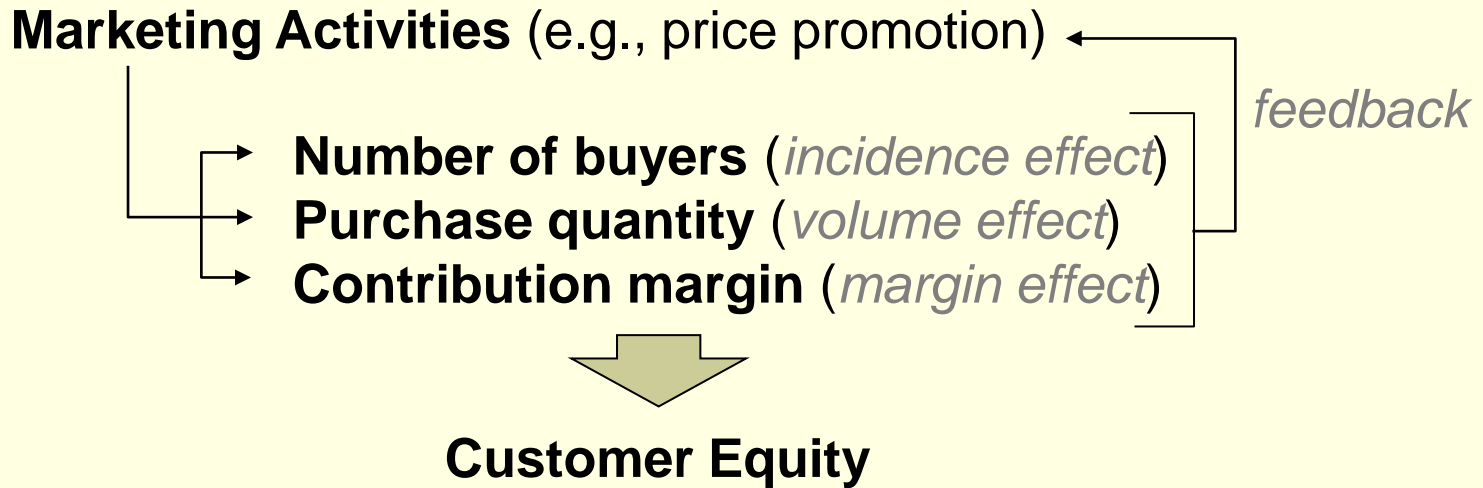 Marketing Activities (e.g., price promotion)
feedback
Number of buyers (incidence effect)
Purchase quantity (volume effect)
Contribution margin (margin effect)
Customer Equity